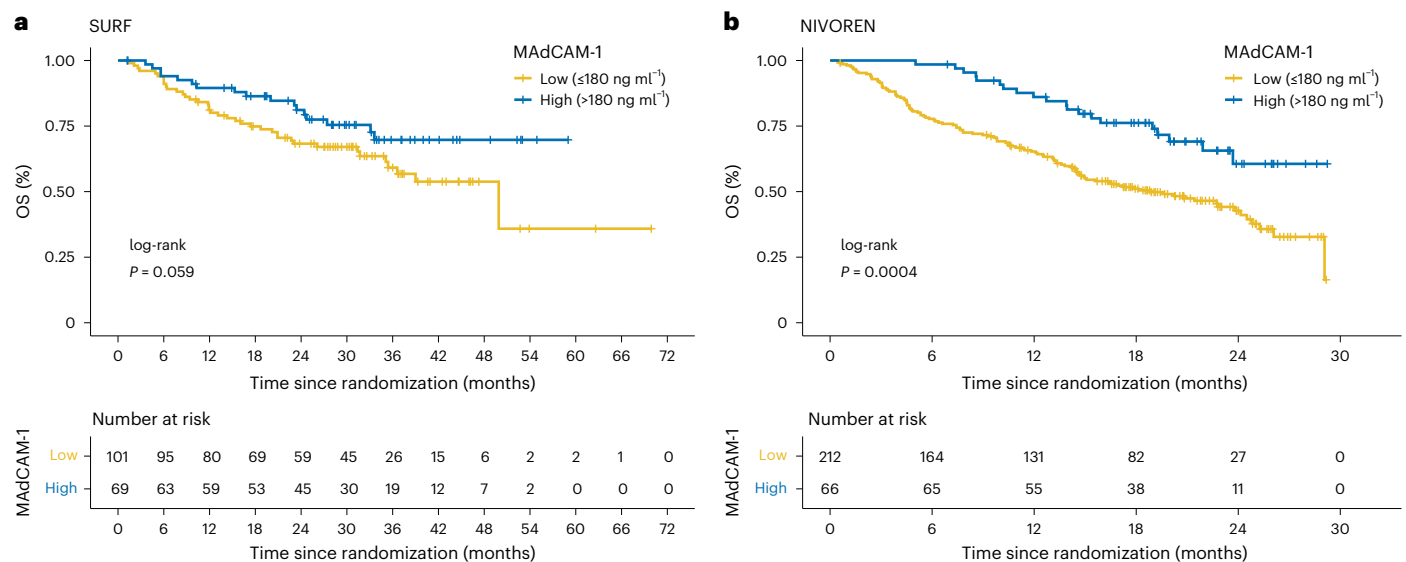 a
SURF
MAdCAM-1
Low (≤180 ng ml⁻¹)
High (>180 ng ml⁻¹)
1.00
0.75
0.50
0.25
0
OS (%)
log-rank
P = 0.059
0 6 12 18 24 30 36 42 48 54 60 66 72
Time since randomization (months)
Number at risk
MAdCAM-1
Low 101 95 80 69 59 45 26 15 6 2 2 1 0
High 69 63 59 53 45 30 19 12 7 2 0 0 0
0 6 12 18 24 30 36 42 48 54 60 66 72
Time since randomization (months)
b
NIVOREN
MAdCAM-1
Low (≤180 ng ml⁻¹)
High (>180 ng ml⁻¹)
1.00
0.75
0.50
0.25
0
OS (%)
log-rank
P = 0.0004
0 6 12 18 24 30
Time since randomization (months)
Number at risk
MAdCAM-1
Low 212 164 131 82 27 0
High 66 65 55 38 11 0
0 6 12 18 24 30
Time since randomization (months)